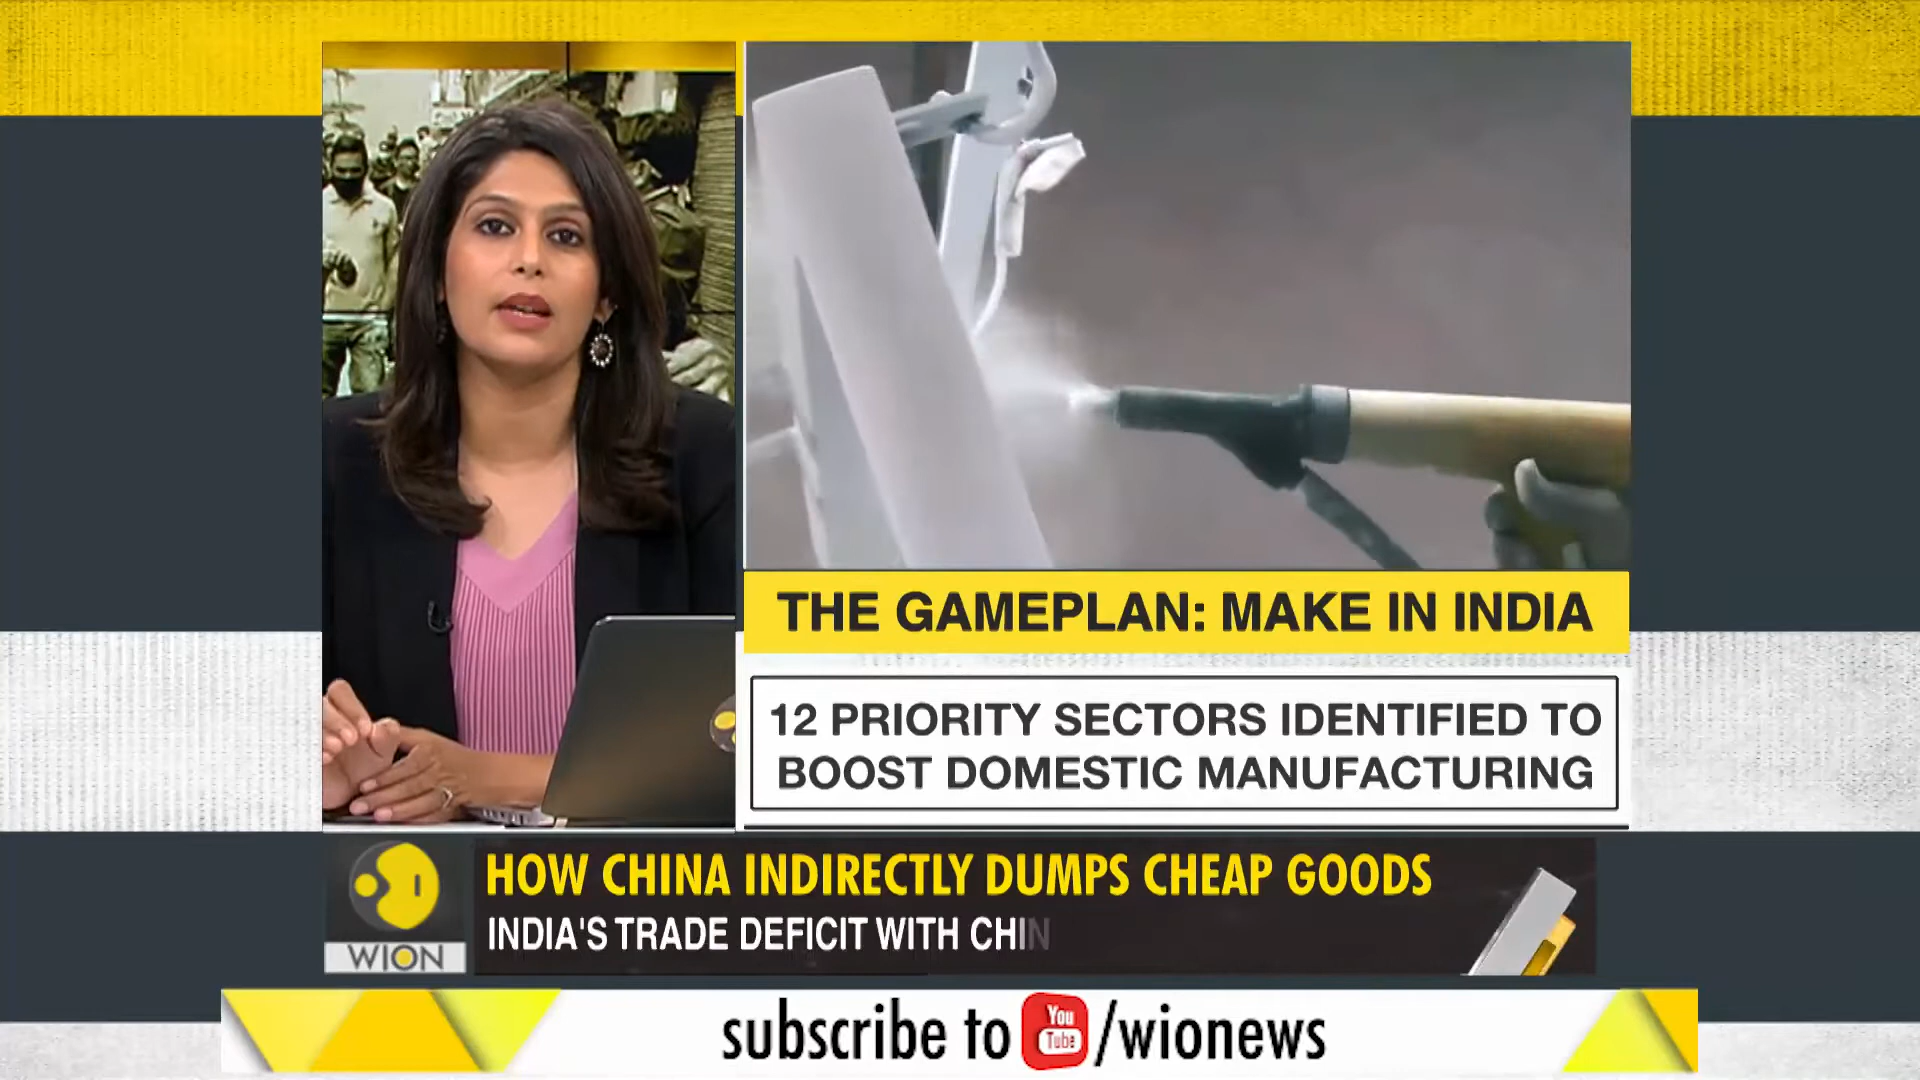 THE GAMEPLAN: MAKE IN INDIA
12 PRIORITY SECTORS IDENTIFIED TO
BOOST DOMESTIC MANUFACTURING
HOW CHINA INDIRECTLY DUMPS CHEAP GOODS
INDIA'S TRADE DEFICIT WITH CHIN
WION
subscribe to You Tube /wionews